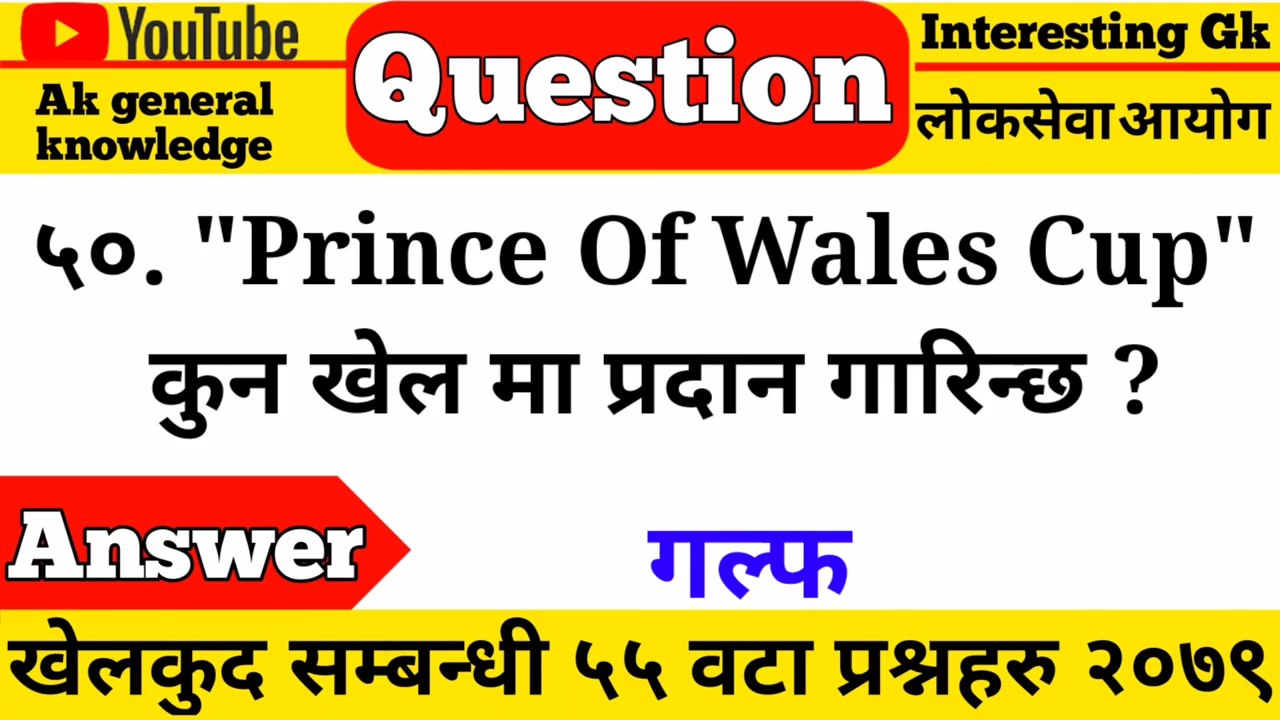 YouTube
Ak general
knowledge
Question
Interesting Gk
लोकसेवा आयोग
५०. "Prince Of Wales Cup"
कुन खेल मा प्रदान गारिन्छ ?
Answer
गल्फ
खेलकुद सम्बन्धी ५५ वटा प्रश्नहरु २०७९